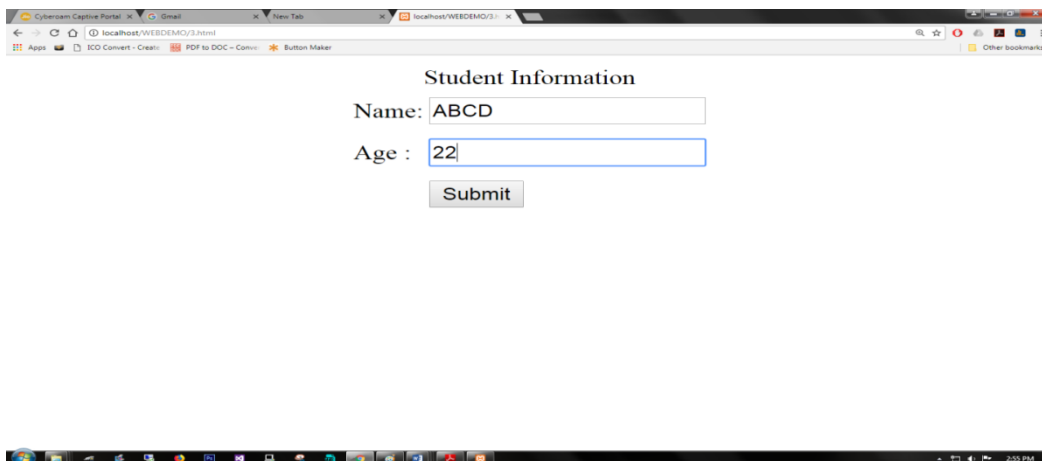 Cyberoam Captive Portal
Gmail
New Tab
localhost/WEBDEMO/3.h
localhost/WEBDEMO/3.html
Apps
ICO Convert - Create
PDF to DOC – Conve
Button Maker
Other bookmarks
Student Information
Name: ABCD
Age : 22
Submit
2:55 PM